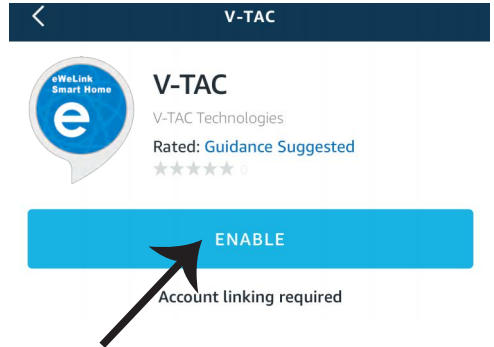 V-TAC
eWeLink
Smart Home
e
V-TAC
V-TAC Technologies
Rated: Guidance Suggested
0
ENABLE
Account linking required